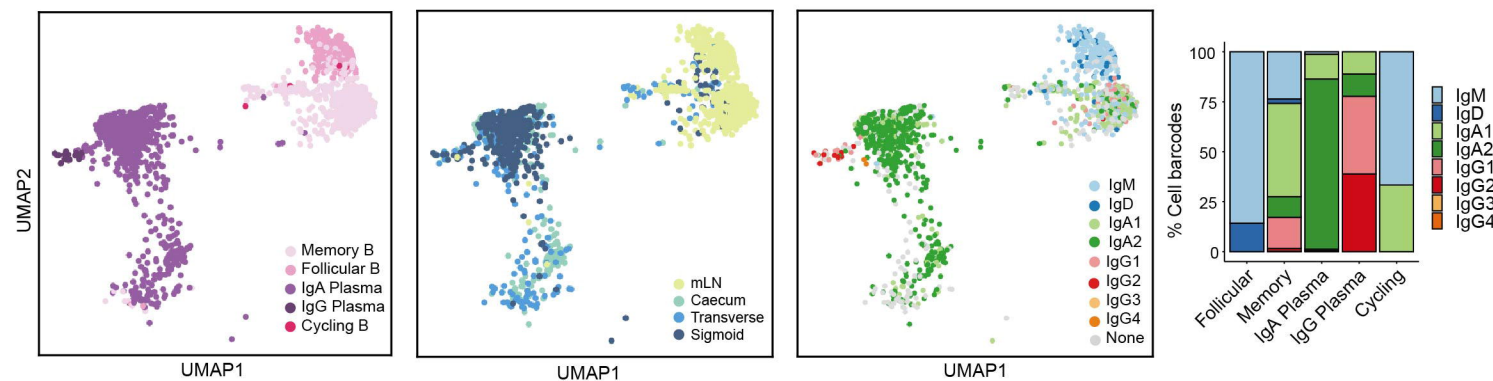 UMAP2
UMAP1
Memory B
Follicular B
IgA Plasma
IgG Plasma
Cycling B
UMAP1
mLN
Caecum
Transverse
Sigmoid
UMAP1
IgM
IgD
IgA1
IgA2
IgG1
IgG2
IgG3
IgG4
None
% Cell barcodes
100
75
50
25
0
Follicular
Memory
IgA Plasma
IgG Plasma
Cycling
IgM
IgD
IgA1
IgA2
IgG1
IgG2
IgG3
IgG4